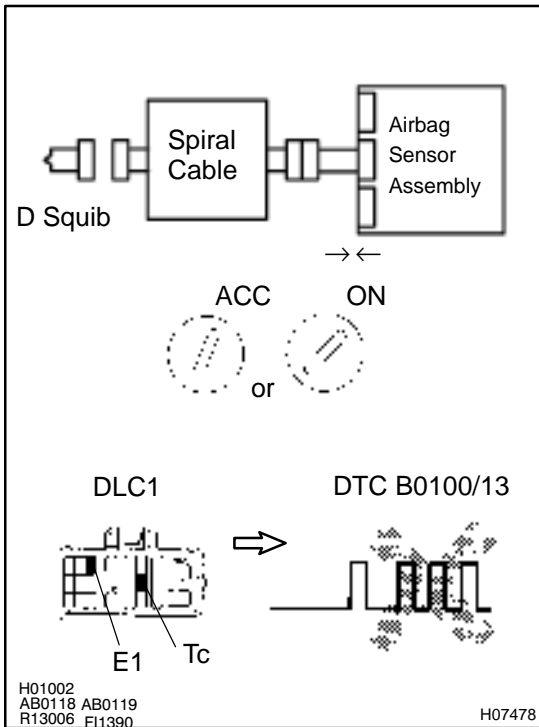 Spiral
Cable
Airbag
Sensor
Assembly
D Squib
ACC
ON
or
DLC1
DTC B0100/13
E1
Tc
H01002
AB0118 AB0119
R13006 FI1390
H07478